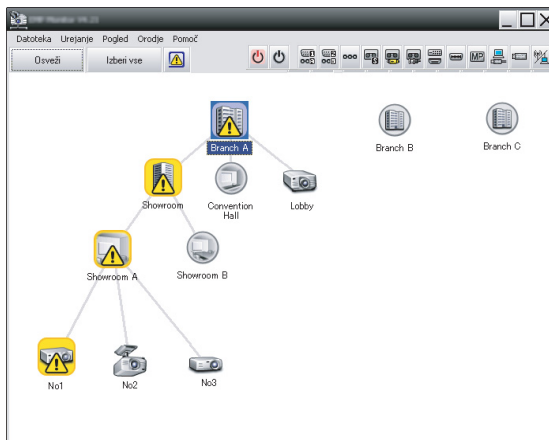 Datoteka Urejanje Pogled Orodje Pomoč
Osveži Izberi vse
MP
Branch A Branch B Branch C
Showroom Convention Hall Lobby
Showroom A Showroom B
No1 No2 No3